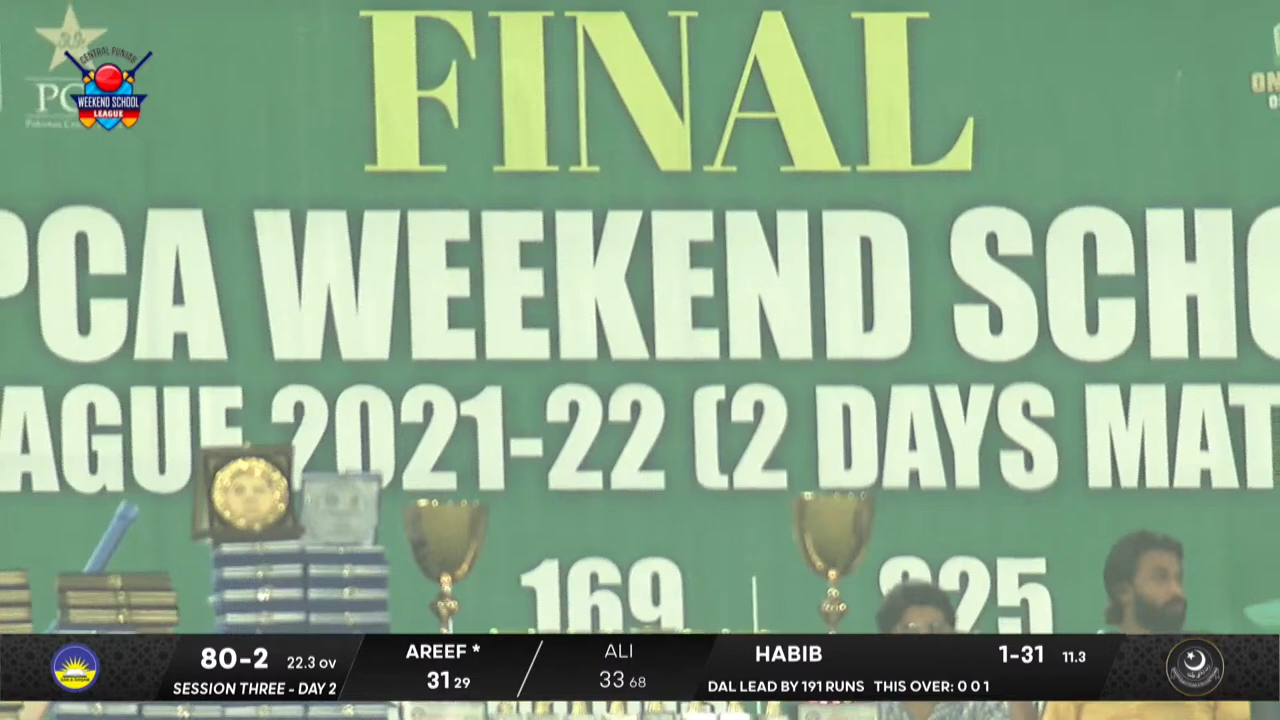 FINAL
PCA WEEKEND SCHO
AGUE 2021-22 (2 DAYS MAT
CENTRAL PUNJAB
WEEKEND SCHOOL
LEAGUE
PC
ON
169
225
80-2 22.3 ov
SESSION THREE - DAY 2
AREEF * ALI
31 29 33 68
HABIB 1-31 11.3
DAL LEAD BY 191 RUNS THIS OVER: 0 0 1